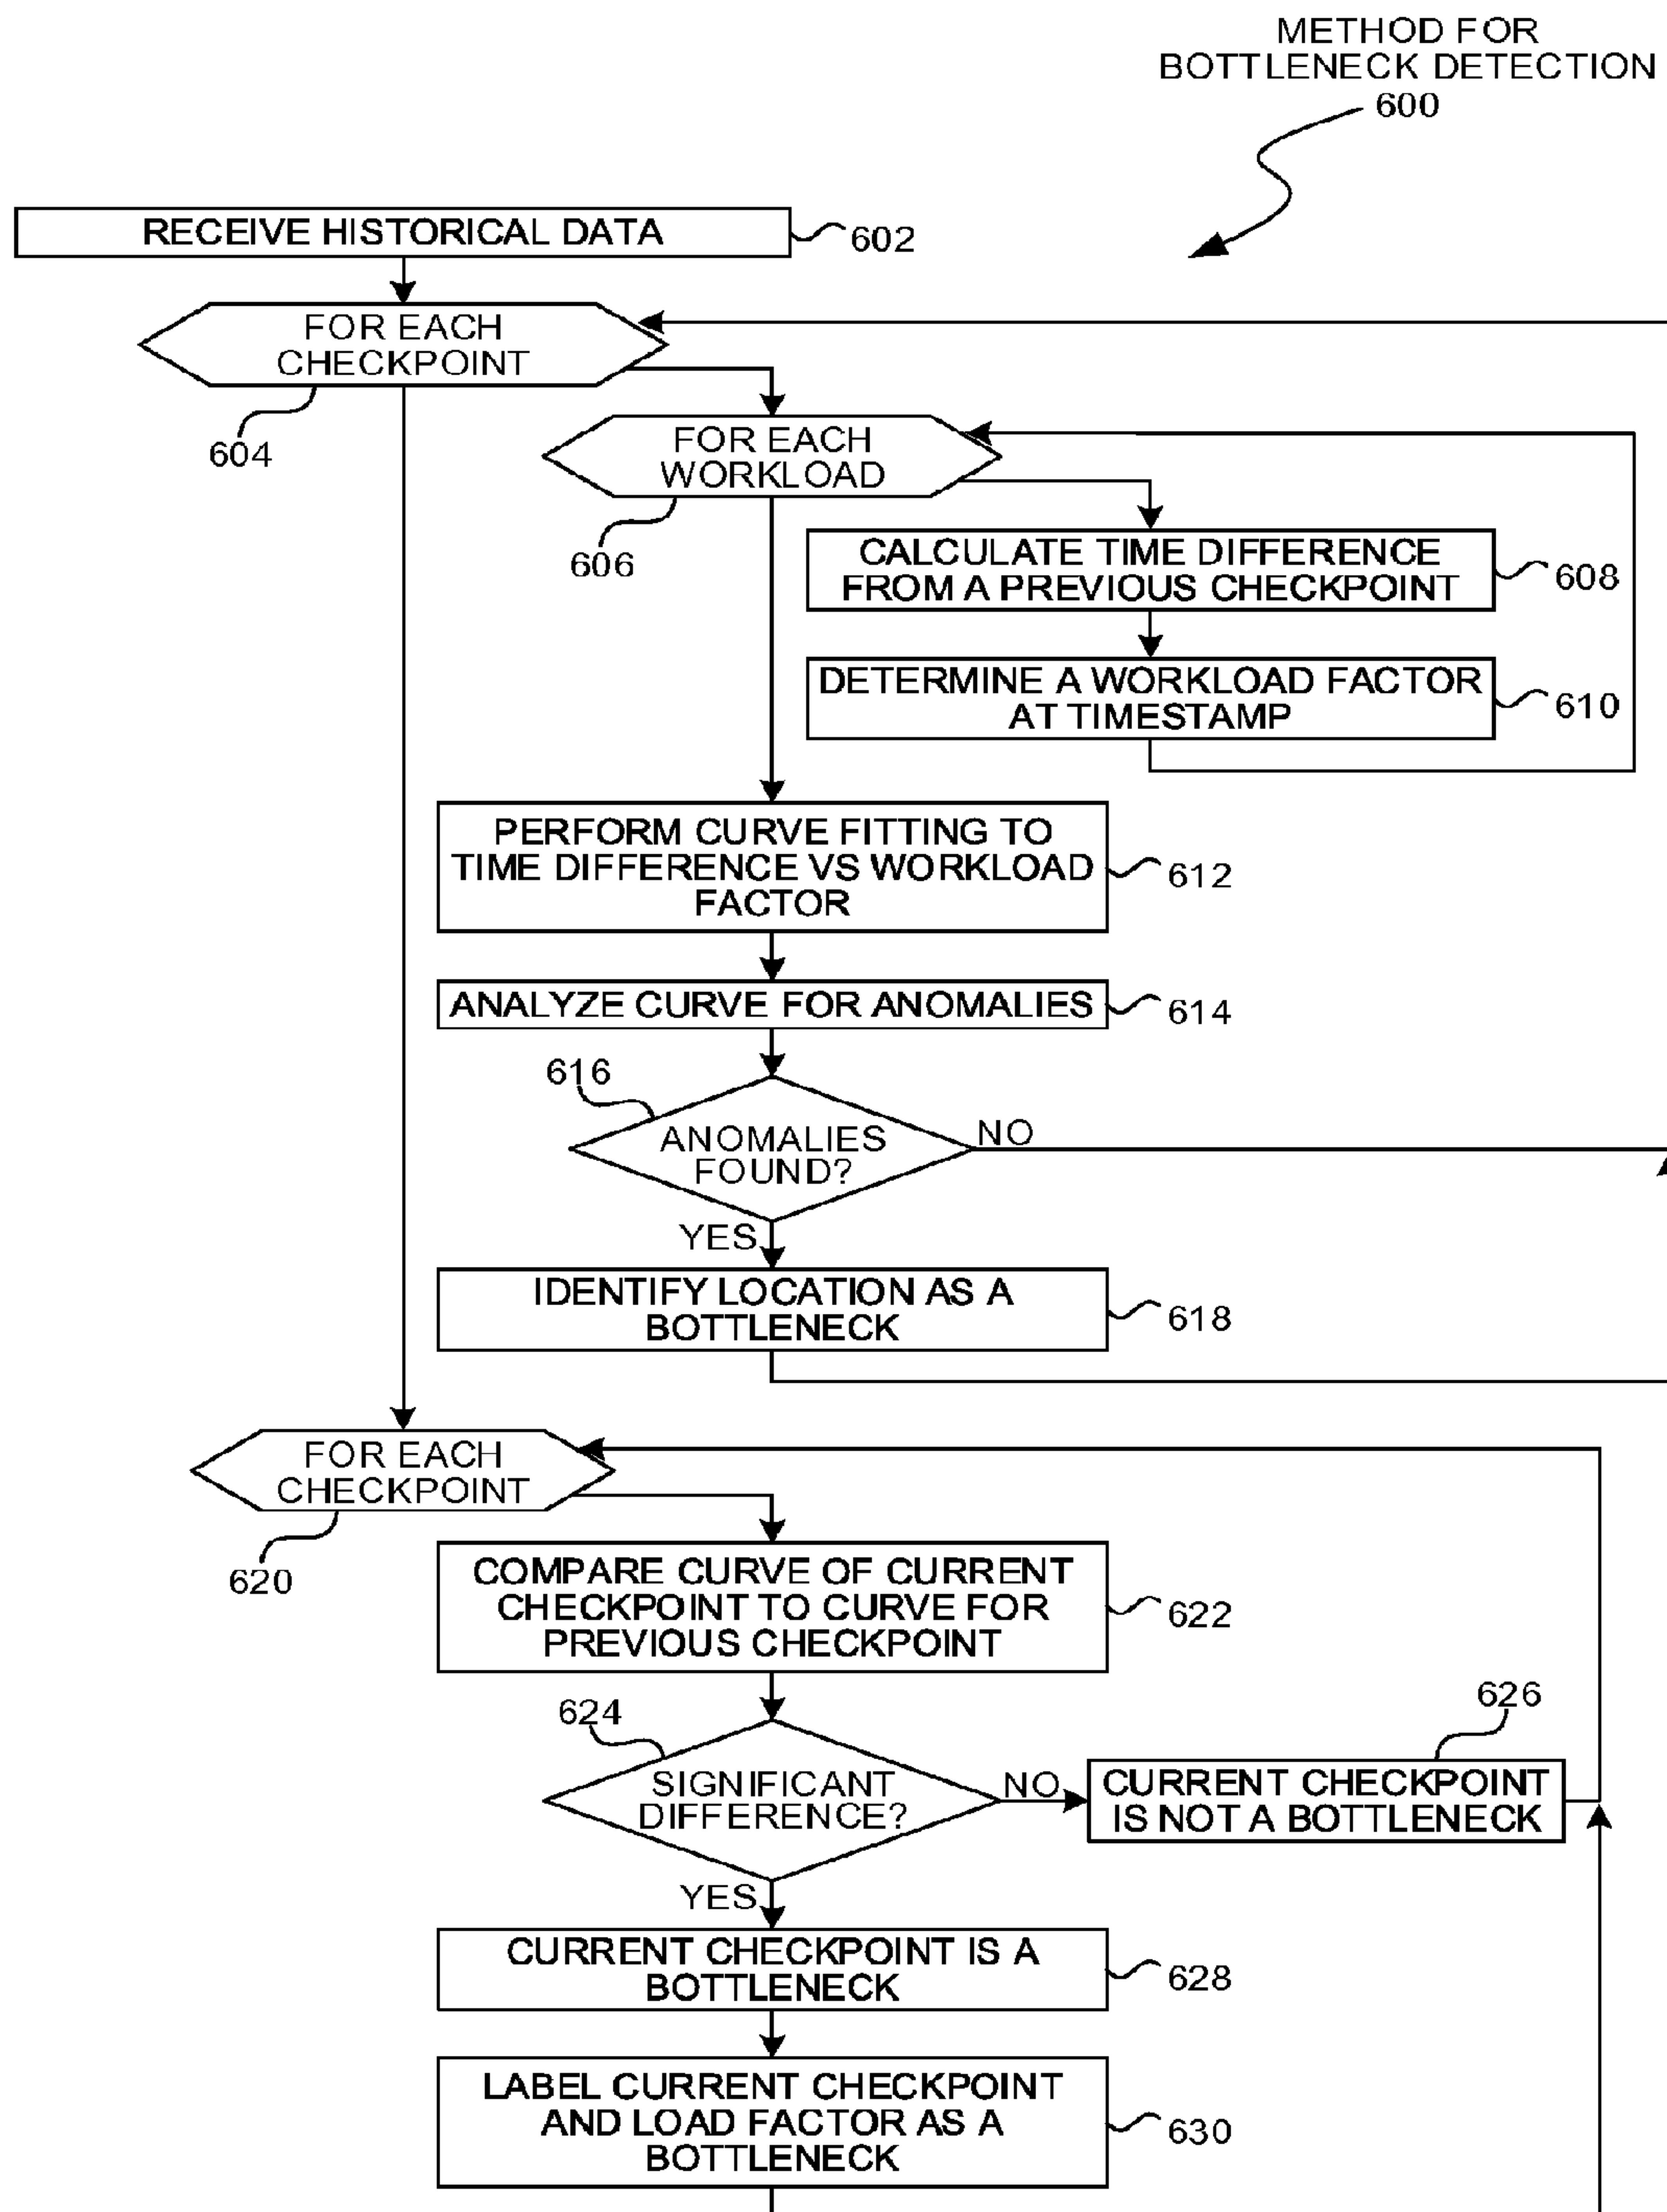 METHOD FOR
BOTTLENECK DETECTION
600
RECEIVE HISTORICAL DATA
602
FOR EACH
CHECKPOINT
604
FOR EACH
WORKLOAD
606
CALCULATE TIME DIFFERENCE
FROM A PREVIOUS CHECKPOINT
608
DETERMINE A WORKLOAD FACTOR
AT TIMESTAMP
610
PERFORM CURVE FITTING TO
TIME DIFFERENCE VS WORKLOAD
FACTOR
612
ANALYZE CURVE FOR ANOMALIES
614
616
ANOMALIES
FOUND?
NO
YES
IDENTIFY LOCATION AS A
BOTTLENECK
618
FOR EACH
CHECKPOINT
620
COMPARE CURVE OF CURRENT
CHECKPOINT TO CURVE FOR
PREVIOUS CHECKPOINT
622
624
SIGNIFICANT
DIFFERENCE?
NO
626
CURRENT CHECKPOINT
IS NOT A BOTTLENECK
YES
CURRENT CHECKPOINT IS A
BOTTLENECK
628
LABEL CURRENT CHECKPOINT
AND LOAD FACTOR AS A
BOTTLENECK
630